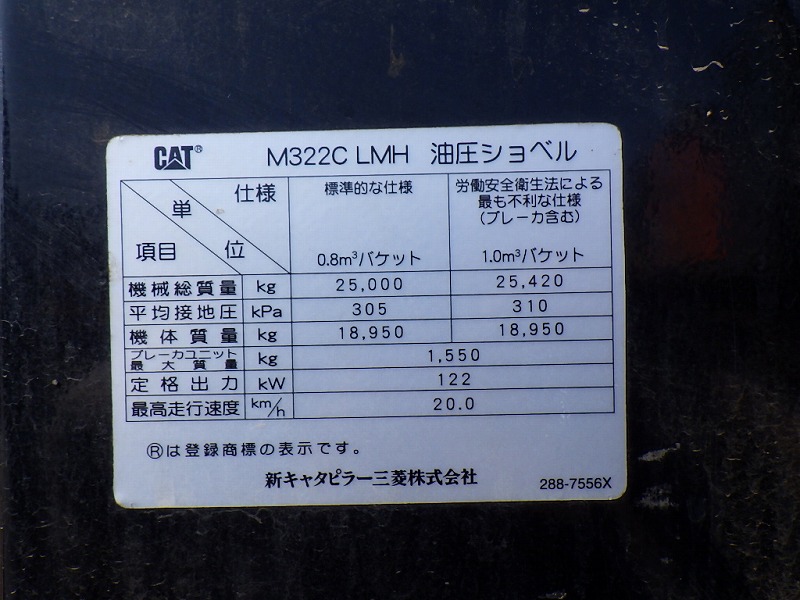 CAT® M322C LMH 油圧ショベル
仕様
単
位
項目
標準的な仕様
0.8m³バケット
労働安全衛生法による
最も不利な仕様
(ブレーカ含む)
1.0m³バケット
機械総質量 kg 25,000 25,420
平均接地圧 kPa 305 310
機体質量 kg 18,950 18,950
ブレーカユニット
最大質量 kg 1,550
定格出力 kW 122
最高走行速度 km/h 20.0
Ⓡは登録商標の表示です。
新キャタピラー三菱株式会社
288-7556X